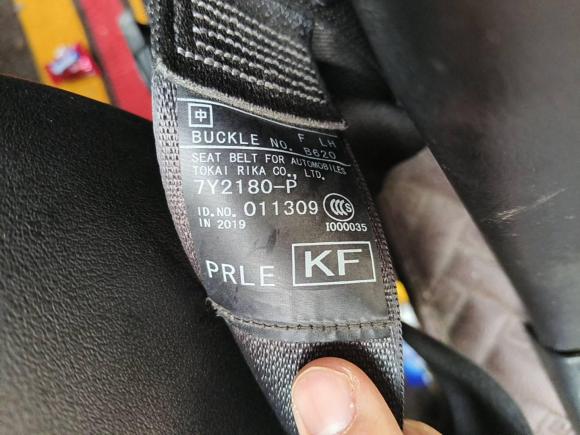 中
F LH
BUCKLE NO. B620
SEAT BELT FOR AUTOMOBILES
TOKAI RIKA CO., LTD.
7Y2180-P
ID.NO. 011309
IN 2019
CCC S
I000035
PRLE KF